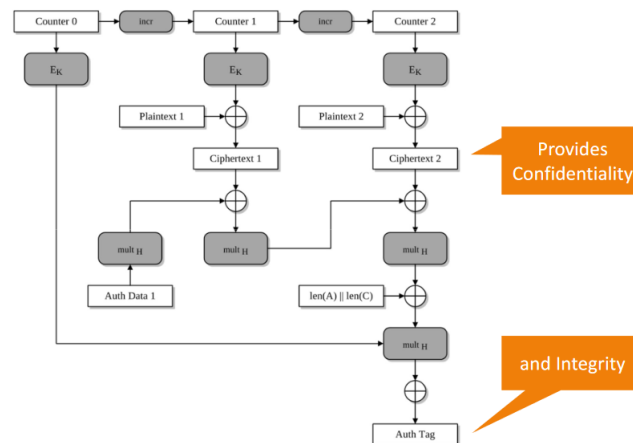 Counter 0
incr
Counter 1
incr
Counter 2
EK
EK
EK
Plaintext 1
Plaintext 2
Ciphertext 1
Ciphertext 2
Provides
Confidentiality
mult H
mult H
mult H
Auth Data 1
len(A) || len(C)
mult H
and Integrity
Auth Tag